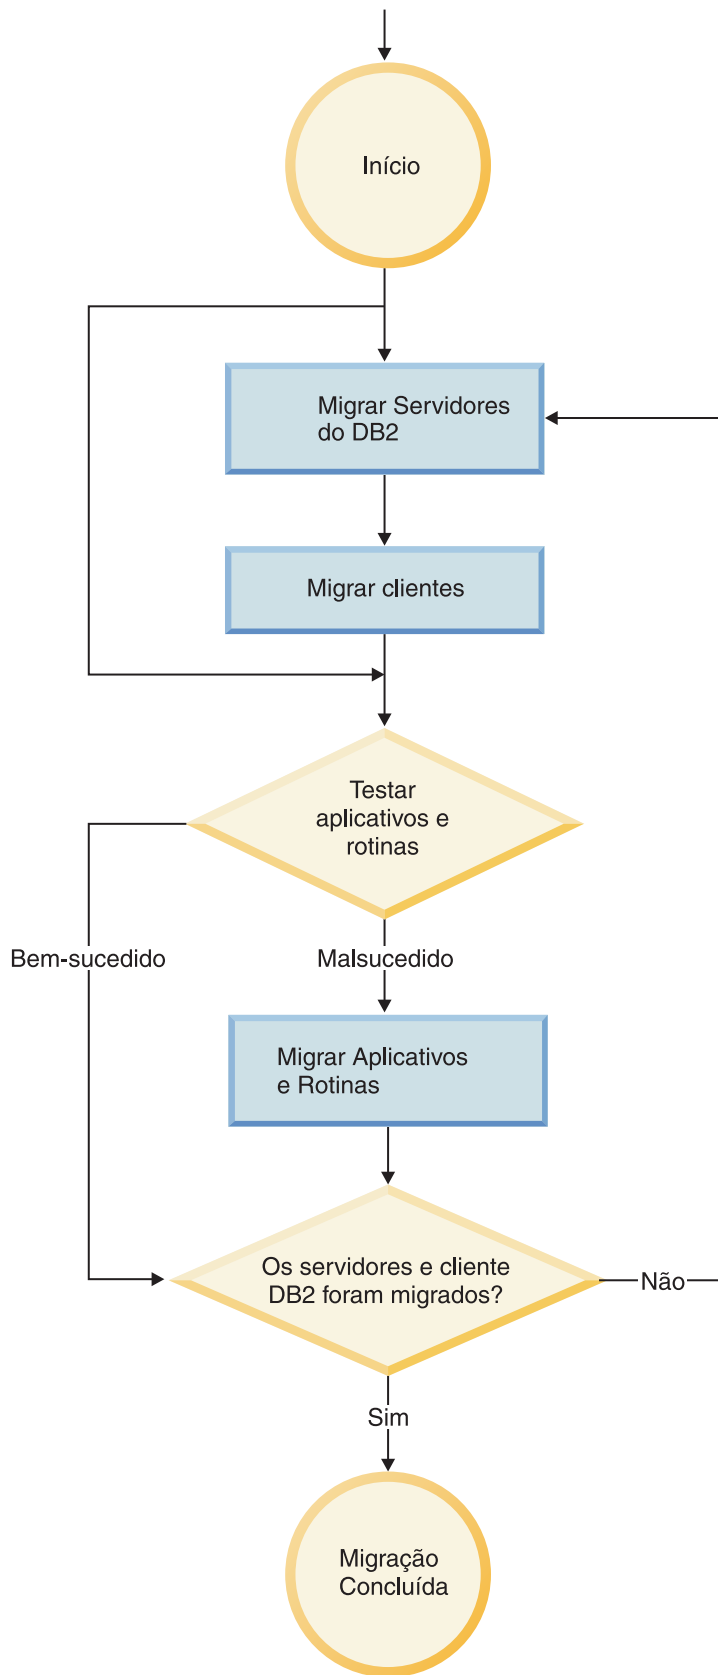 Início
Migrar Servidores
do DB2
Migrar clientes
Testar
aplicativos e
rotinas
Bem-sucedido
Malsucedido
Migrar Aplicativos
e Rotinas
Os servidores e cliente
DB2 foram migrados?
Não
Sim
Migração
Concluída